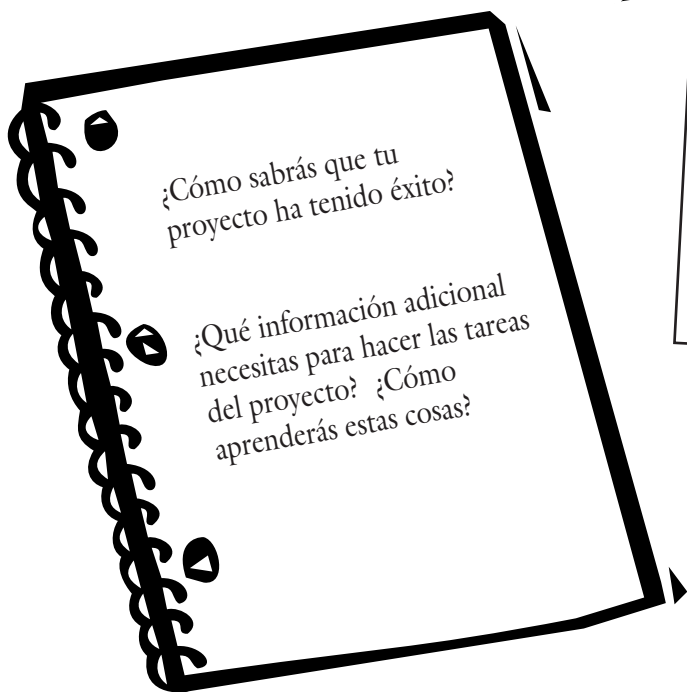 ¿Cómo sabrás que tu
proyecto ha tenido éxito?
¿Qué información adicional
necesitas para hacer las tareas
del proyecto? ¿Cómo
aprenderás estas cosas?